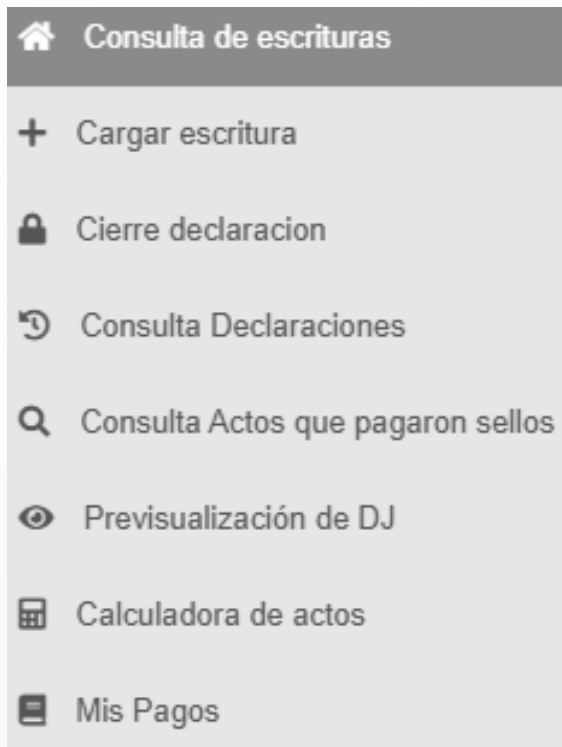 Consulta de escrituras
Cargar escritura
Cierre declaracion
Consulta Declaraciones
Consulta Actos que pagaron sellos
Previsualización de DJ
Calculadora de actos
Mis Pagos